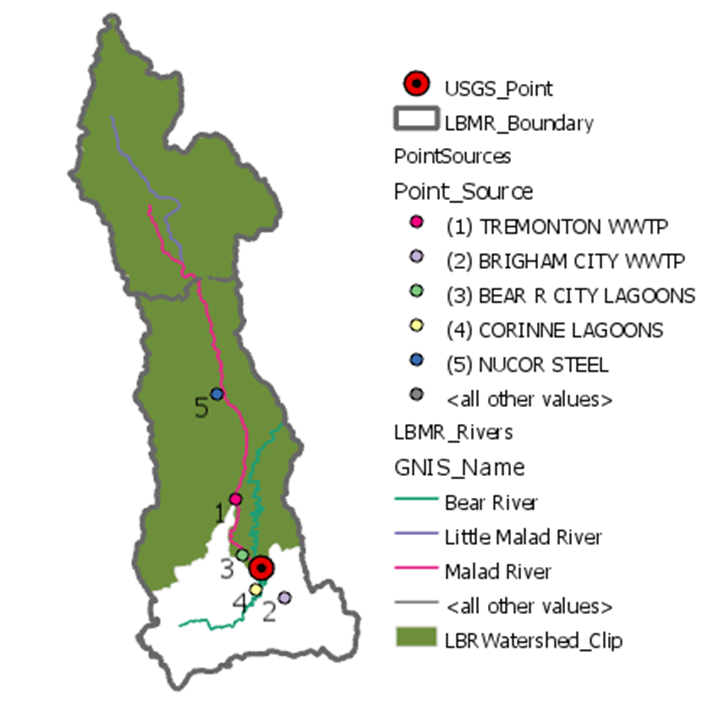 USGS_Point
LBMR_Boundary
PointSources
Point_Source
(1) TREMONTON WWTP
(2) BRIGHAM CITY WWTP
(3) BEAR R CITY LAGOONS
(4) CORINNE LAGOONS
(5) NUCOR STEEL
<all other values>
LBMR_Rivers
GNIS_Name
Bear River
Little Malad River
Malad River
<all other values>
LBRWatershed_Clip
5
1
3
4
2